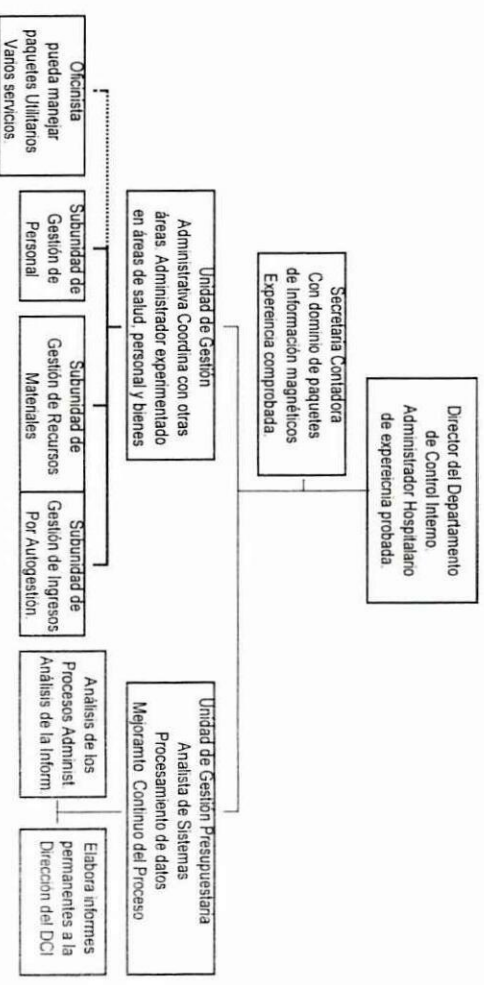 Director del Departamento
de Control Interno.
Administrador Hospitalario
de expereicnia probada.
Secretaria Contadora
Con dominio de paquetes
de Información magnéticos
Expereincia comprobada.
Unidad de Gestión
Administrativa Coordina con otras
áreas. Administrador experimentado
en áreas de salud, personal y bienes
Unidad de Gestión Presupuestaria
Analista de Sistemas
Procesamiento de datos
Mejoramto Continuo del Proceso
Oficinista
pueda manejar
paquetes Utilitarios
Varios servicios.
Subunidad de
Gestión de
Personal
Subunidad de
Gestión de Recursos
Materiales
Subunidad de
Gestión de Ingresos
Por Autogestión.
Análisis de los
Procesos Administ.
Análisis de la Inform.
Elabora informes
permanentes a la
Dirección del DCI